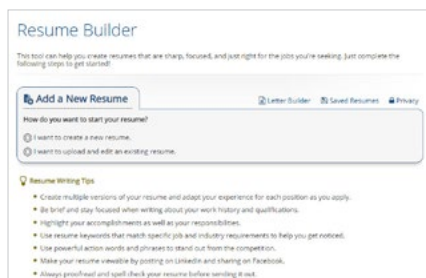 Resume Builder
This tool can help you create resumes that are sharp, focused, and just right for the jobs you're seeking. Just complete the
following steps to get started!
Add a New Resume
Letter Builder Saved Resumes Privacy
How do you want to start your resume?
I want to create a new resume.
I want to upload and edit an existing resume.
Resume Writing Tips
Create multiple versions of your resume and adapt your experience for each position as you apply.
Be brief and stay focused when writing about your work history and qualifications.
Highlight your accomplishments as well as your responsibilities.
Use resume keywords that match specific job and industry requirements to help you get noticed.
Use powerful action words and phrases to stand out from the competition.
Make your resume viewable by posting on LinkedIn and sharing on Facebook.
Always proofread and spell check your resume before sending it out.